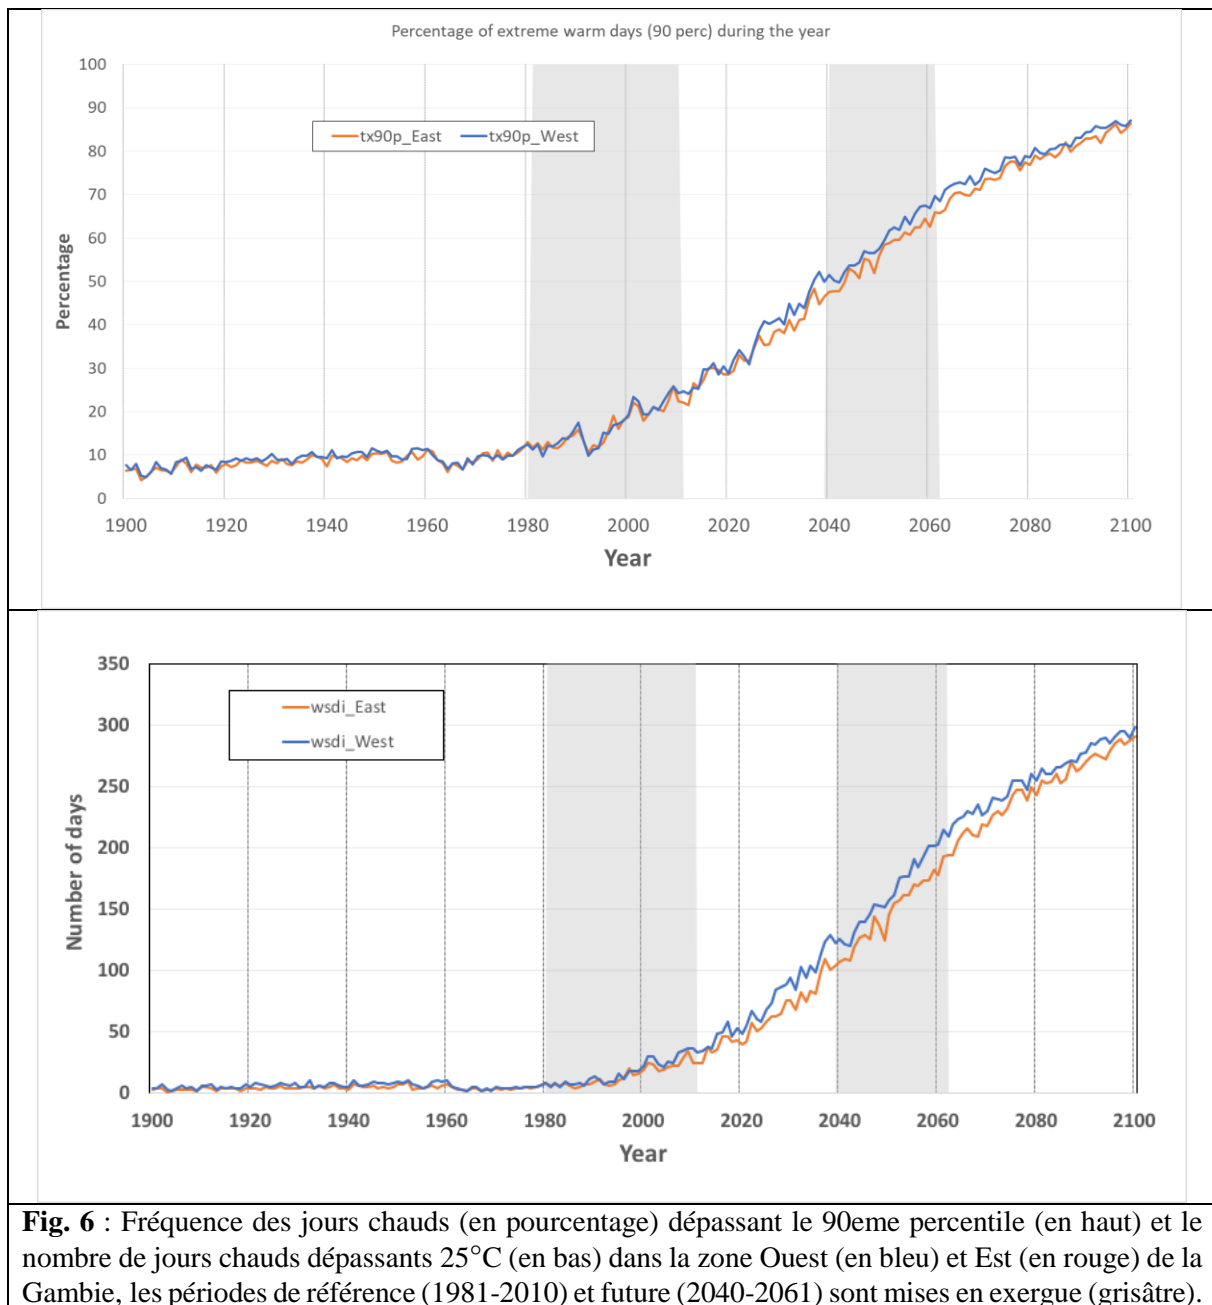 Percentage of extreme warm days (90 perc) during the year
100
90
80
70
60
50
40
30
20
10
0
Percentage
tx90p_East tx90p_West
1900 1920 1940 1960 1980 2000 2020 2040 2060 2080 2100
Year
350
300
250
200
150
100
50
0
Number of days
wsdi_East
wsdi_West
1900 1920 1940 1960 1980 2000 2020 2040 2060 2080 2100
Year
Fig. 6 : Fréquence des jours chauds (en pourcentage) dépassant le 90eme percentile (en haut) et le
nombre de jours chauds dépassants 25°C (en bas) dans la zone Ouest (en bleu) et Est (en rouge) de la
Gambie, les périodes de référence (1981-2010) et future (2040-2061) sont mises en exergue (grisâtre).